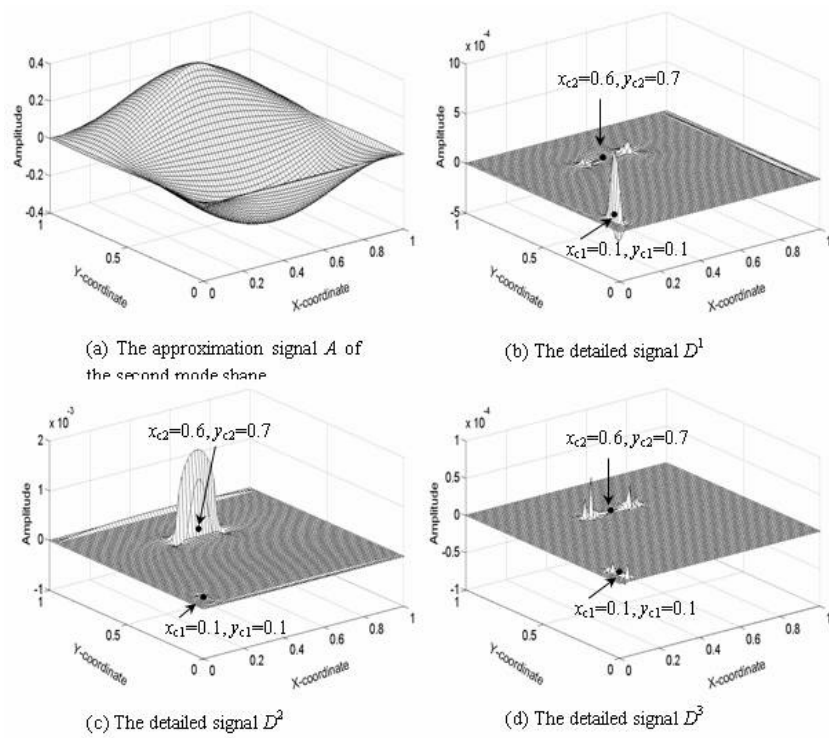 0.4
0.2
0
-0.2
-0.4
1
0.5
0
Amplitude
Y-coordinate
0
0.2
0.4
0.6
0.8
1
X-coordinate
(a) The approximation signal A of
the second mode shape
x 10⁻⁴
10
5
0
-5
1
0.5
0
Amplitude
Y-coordinate
0
0.2
0.4
0.6
0.8
1
X-coordinate
xc2=0.6, yc2=0.7
xc1=0.1, yc1=0.1
(b) The detailed signal D¹
x 10⁻³
2
1
0
-1
1
0.5
0
Amplitude
Y-coordinate
0
0.2
0.4
0.6
0.8
1
X-coordinate
xc2=0.6, yc2=0.7
xc1=0.1, yc1=0.1
(c) The detailed signal D²
x 10⁻⁴
1
0.5
0
-0.5
-1
1
0.5
0
Amplitude
Y-coordinate
0
0.2
0.4
0.6
0.8
1
X-coordinate
xc2=0.6, yc2=0.7
xc1=0.1, yc1=0.1
(d) The detailed signal D³